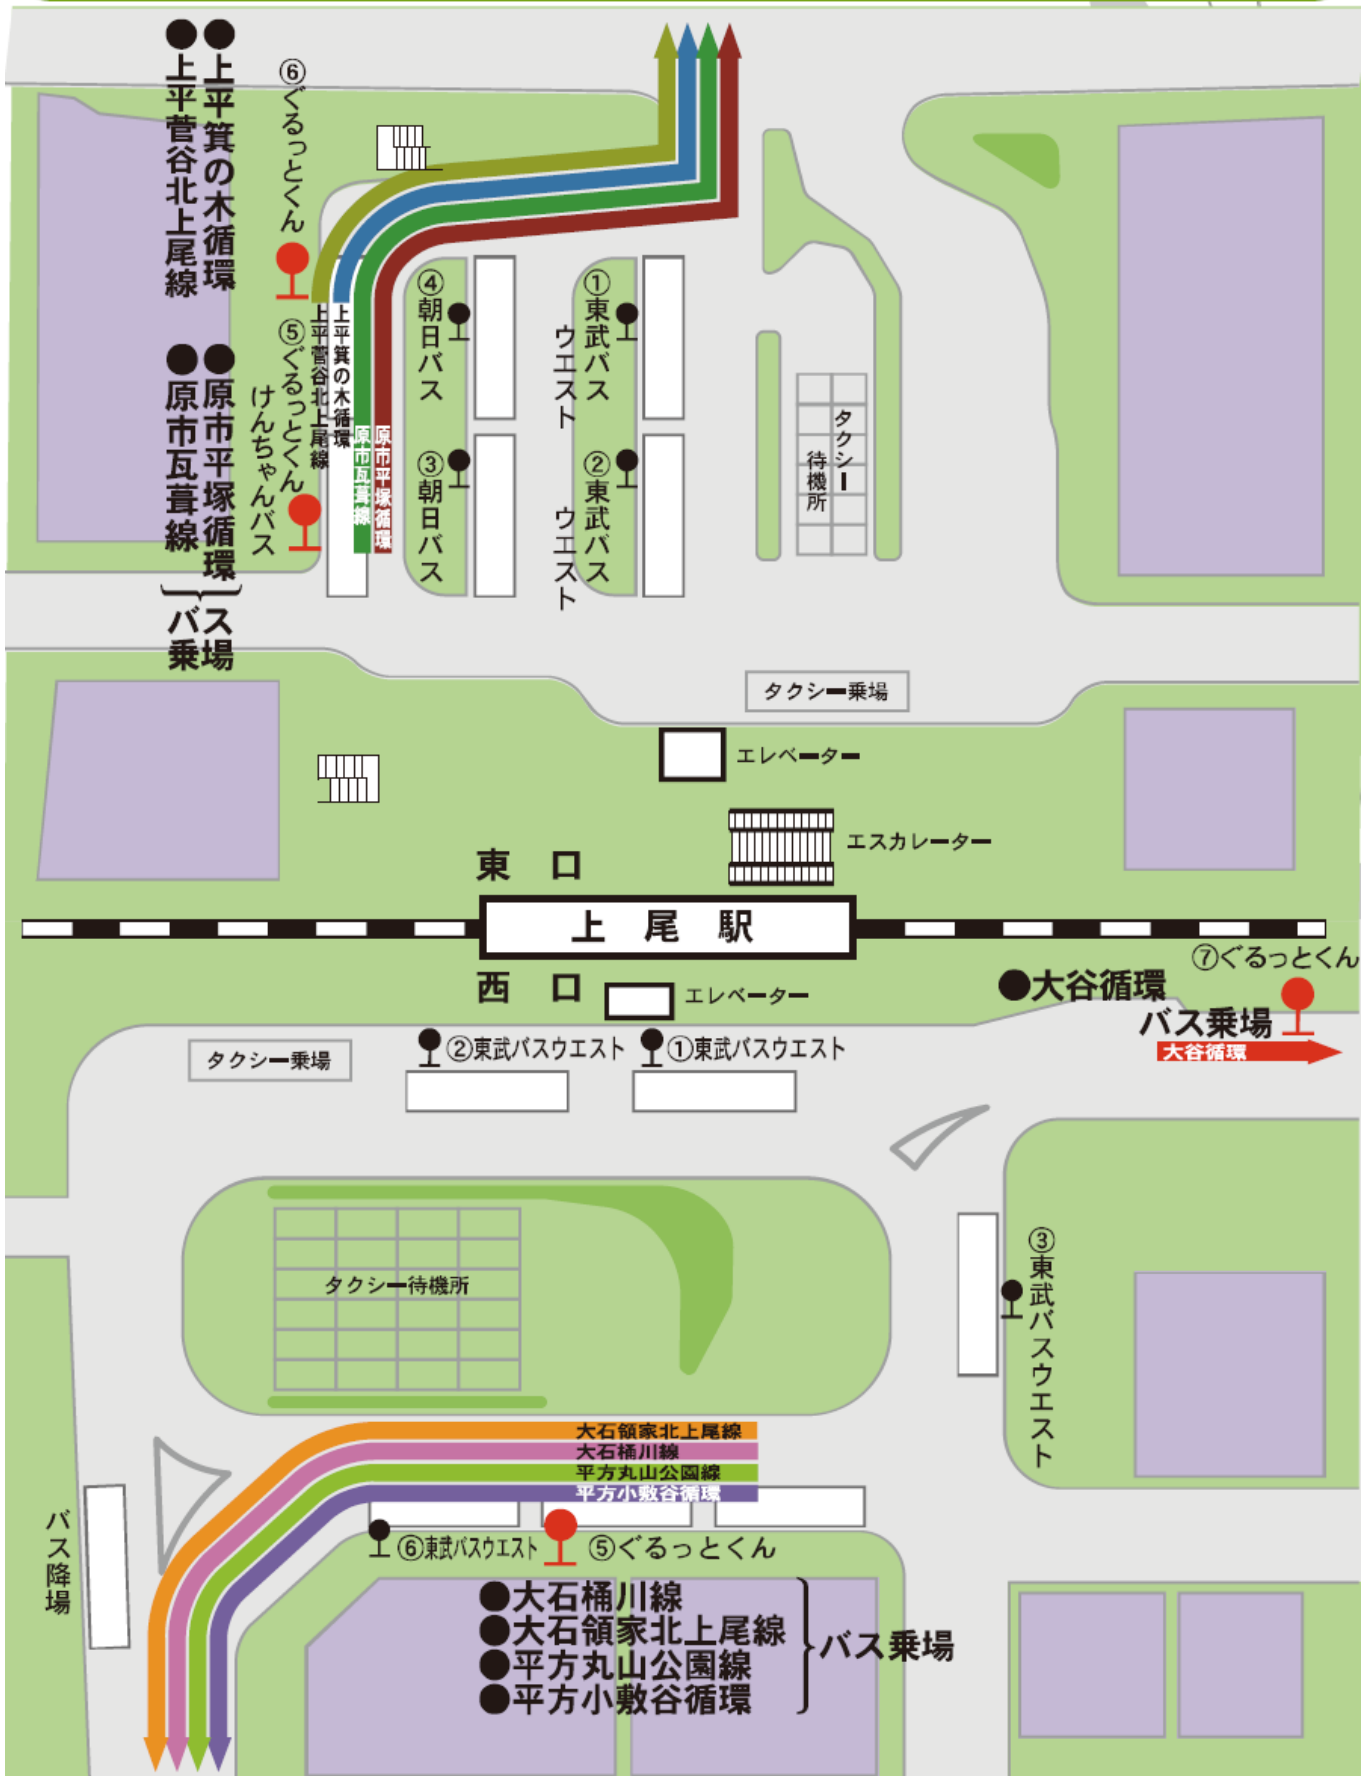 ●上平箕の木循環
●上平菅谷北上尾線
⑥ぐるっとくん
●原市平塚循環
●原市瓦葺線
バス乗場
⑤ぐるっとくん
けんちゃんバス
上平菅谷北上尾線
上平箕の木循環
原市瓦葺線
原市平塚循環
④朝日バス
③朝日バス
①東武バス
ウエスト
②東武バス
ウエスト
タクシー
待機所
タクシー乗場
エレベーター
エスカレーター
東口
上尾駅
西口
エレベーター
⑦ぐるっとくん
●大谷循環
バス乗場
大谷循環
タクシー乗場
②東武バスウエスト
①東武バスウエスト
③東武バスウエスト
タクシー待機所
大石領家北上尾線
大石桶川線
平方丸山公園線
平方小敷谷循環
バス降場
⑥東武バスウエスト
⑤ぐるっとくん
●大石桶川線
●大石領家北上尾線
●平方丸山公園線
●平方小敷谷循環
バス乗場